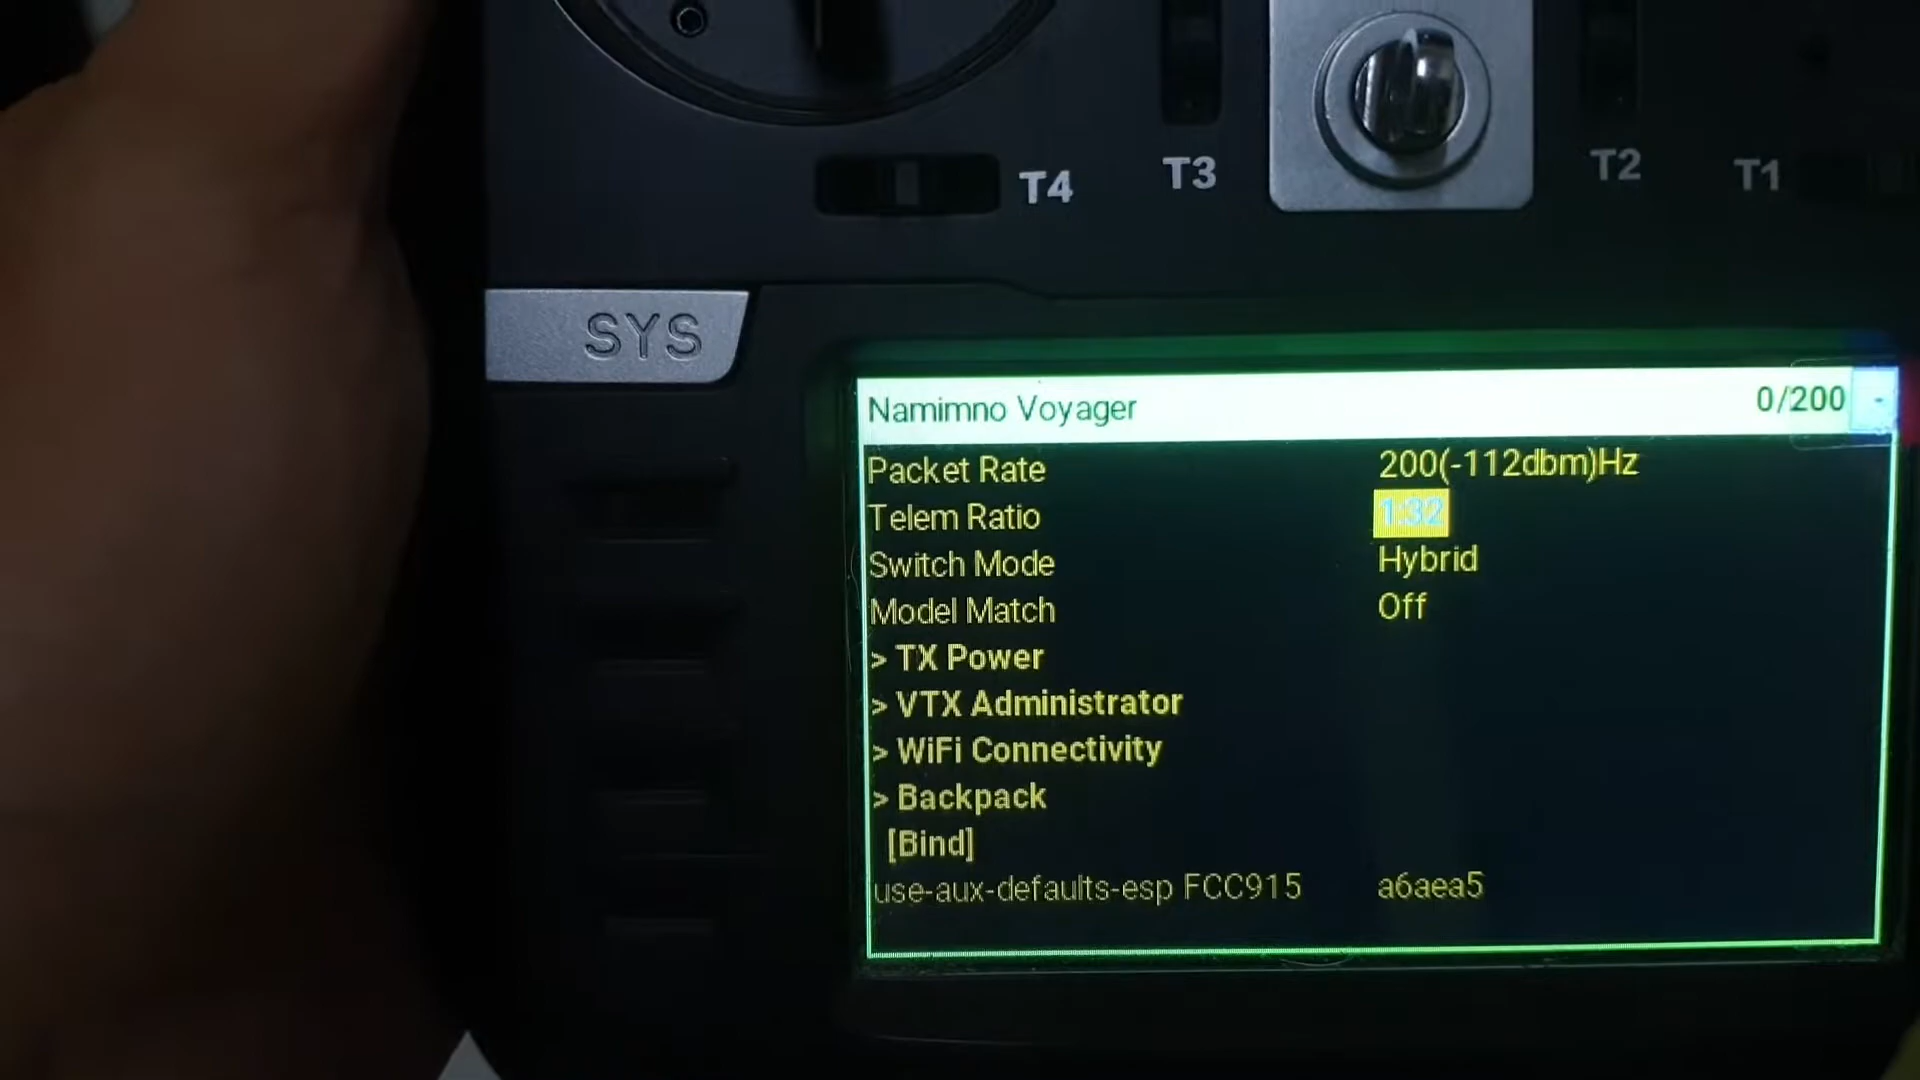 T4 T3 T2 T1
SYS
Namimno Voyager 0/200 -
Packet Rate 200(-112dbm)Hz
Telem Ratio 1:32
Switch Mode Hybrid
Model Match Off
> TX Power
> VTX Administrator
> WiFi Connectivity
> Backpack
[Bind]
use-aux-defaults-esp FCC915 a6aea5